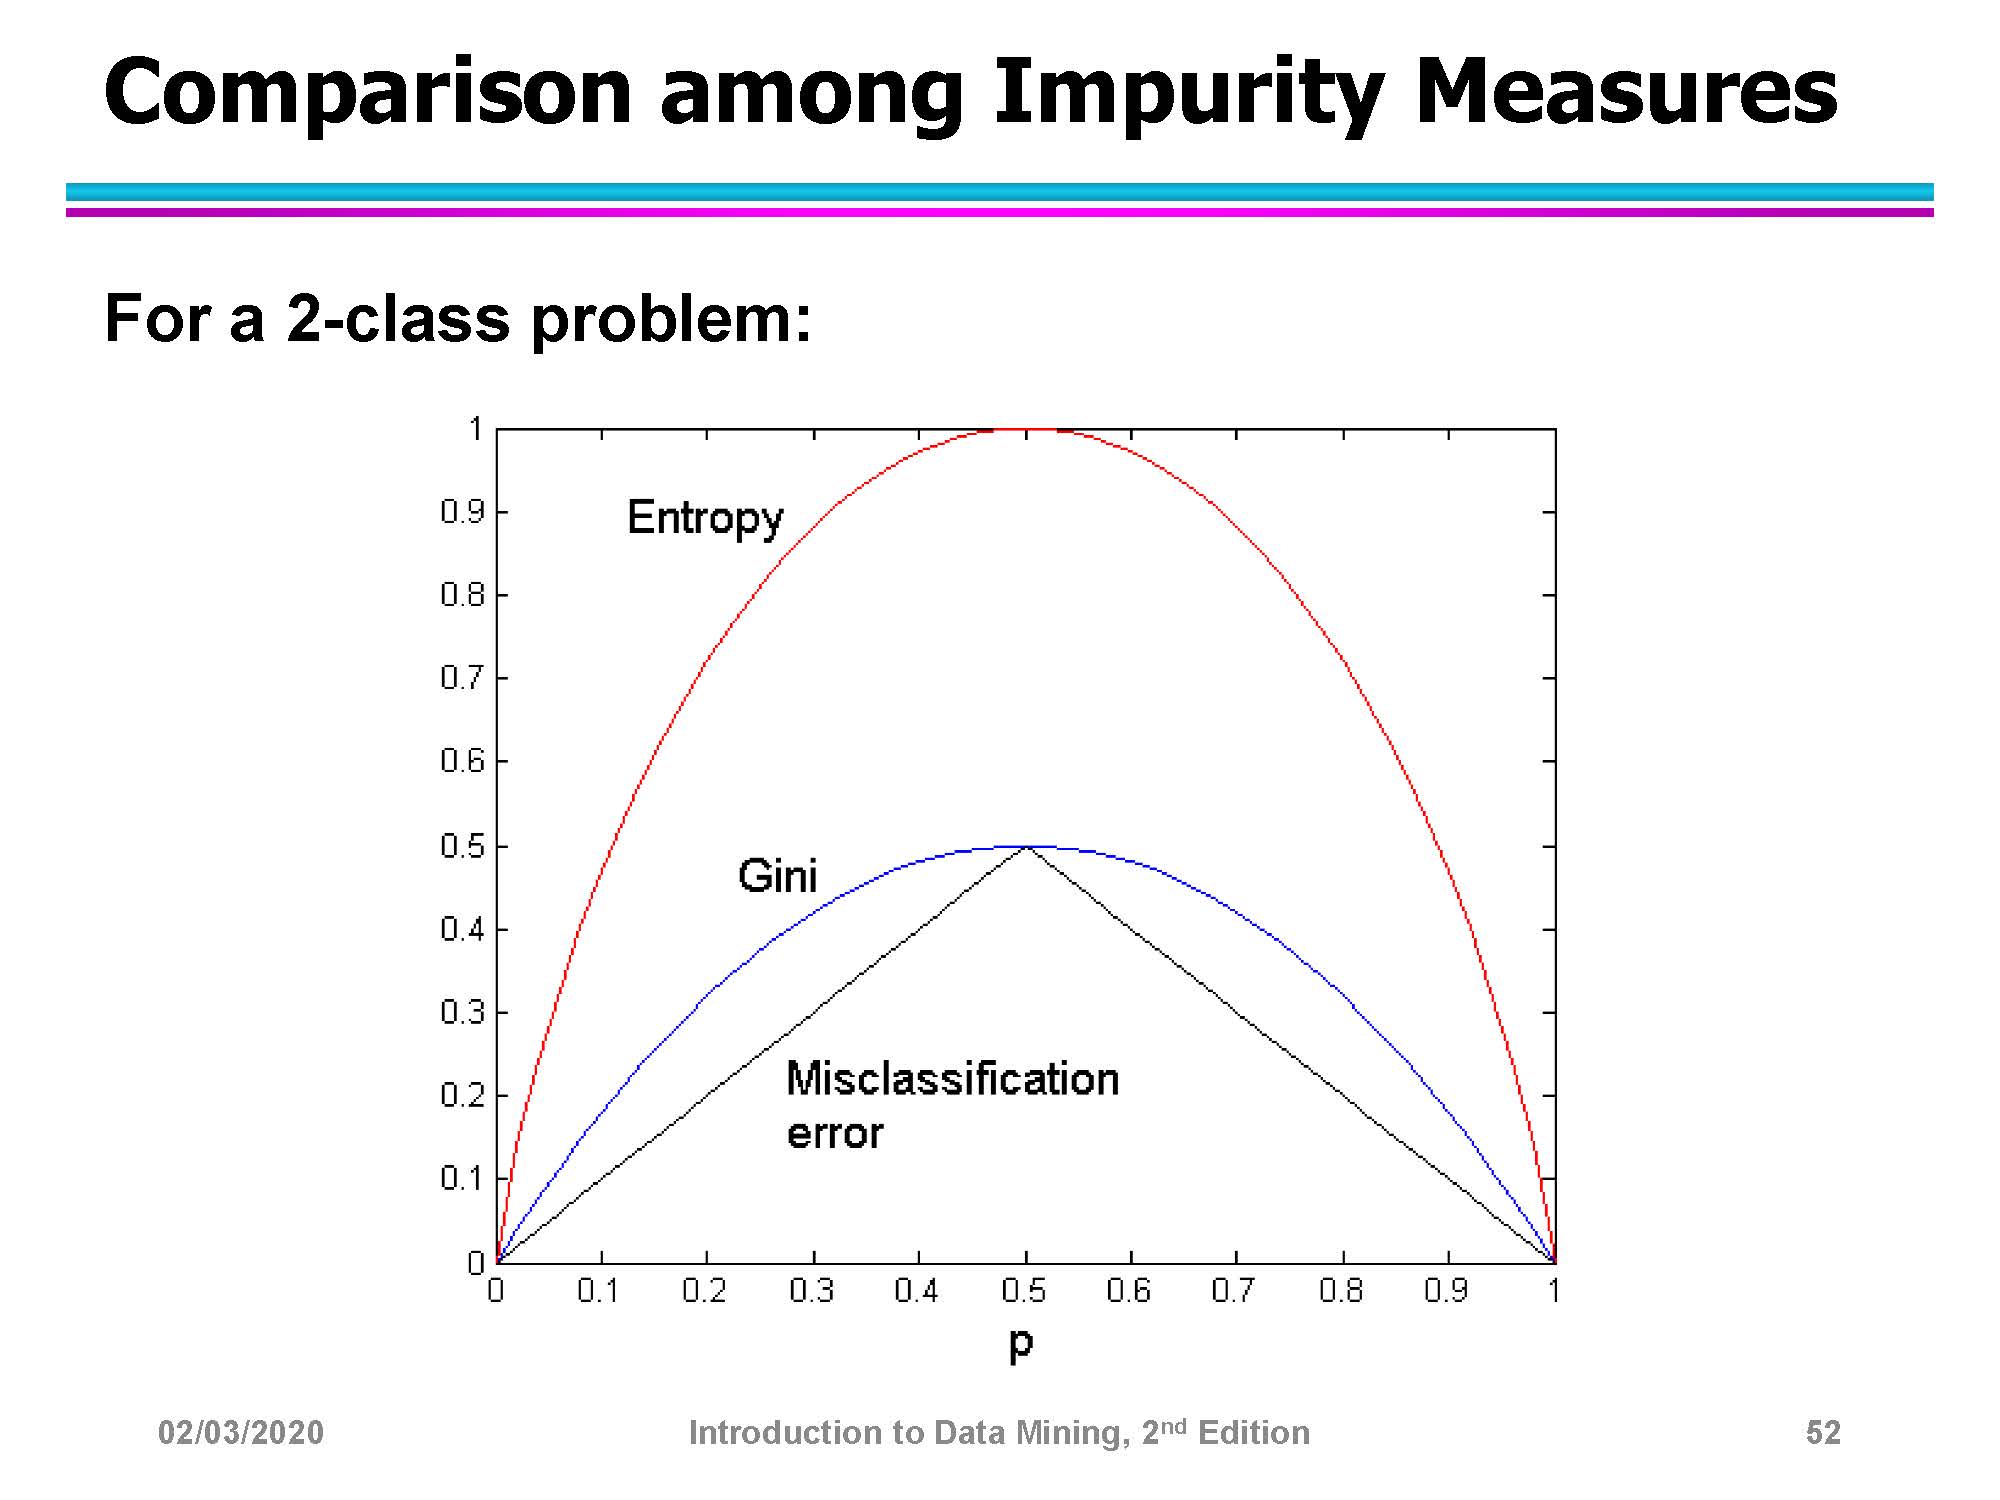 Comparison among Impurity Measures
For a 2-class problem:
1
0.9
0.8
0.7
0.6
0.5
0.4
0.3
0.2
0.1
0
Entropy
Gini
Misclassification
error
0 0.1 0.2 0.3 0.4 0.5 0.6 0.7 0.8 0.9 1
p
02/03/2020 Introduction to Data Mining, 2nd Edition 52